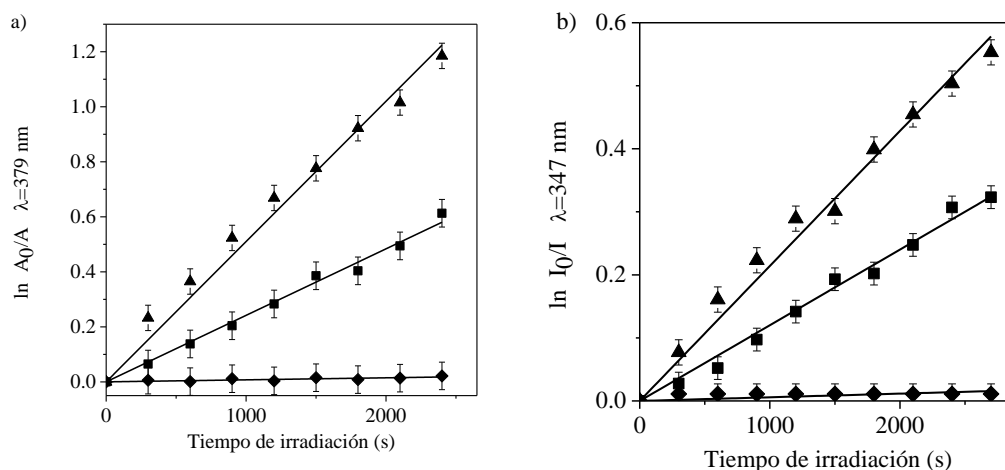 a)
ln A0/A λ=379 nm
1.2
1.0
0.8
0.6
0.4
0.2
0.0
0
1000
2000
Tiempo de irradiación (s)
b)
ln I0/I λ=347 nm
0.6
0.4
0.2
0.0
0
1000
2000
Tiempo de irradiación (s)